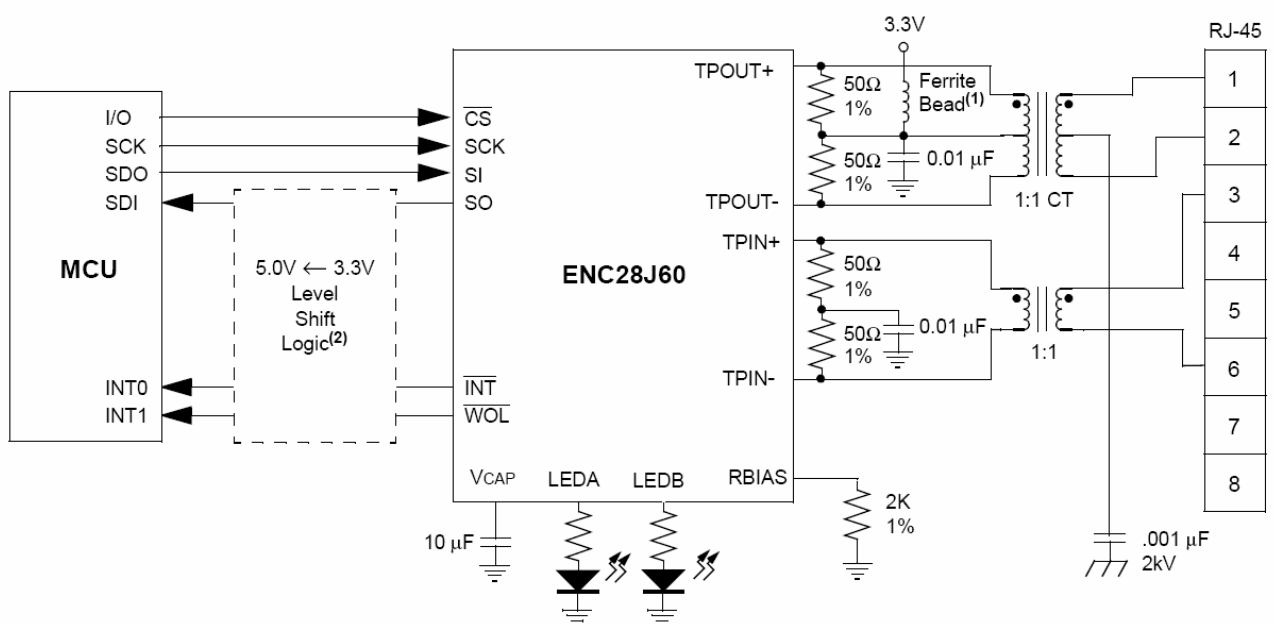 3.3V
RJ-45
TPOUT+
50Ω
1%
Ferrite
Bead(1)
1
I/O
CS
SCK
SCK
2
SDO
SI
50Ω
1%
0.01 μF
SDI
SO
TPOUT-
1:1 CT
3
TPIN+
4
MCU
5.0V ← 3.3V
Level
Shift
Logic(2)
ENC28J60
50Ω
1%
5
50Ω
1%
0.01 μF
1:1
TPIN-
6
INT0
INT
INT1
WOL
7
VCAP
LEDA
LEDB
RBIAS
8
2K
1%
10 μF
.001 μF
2kV